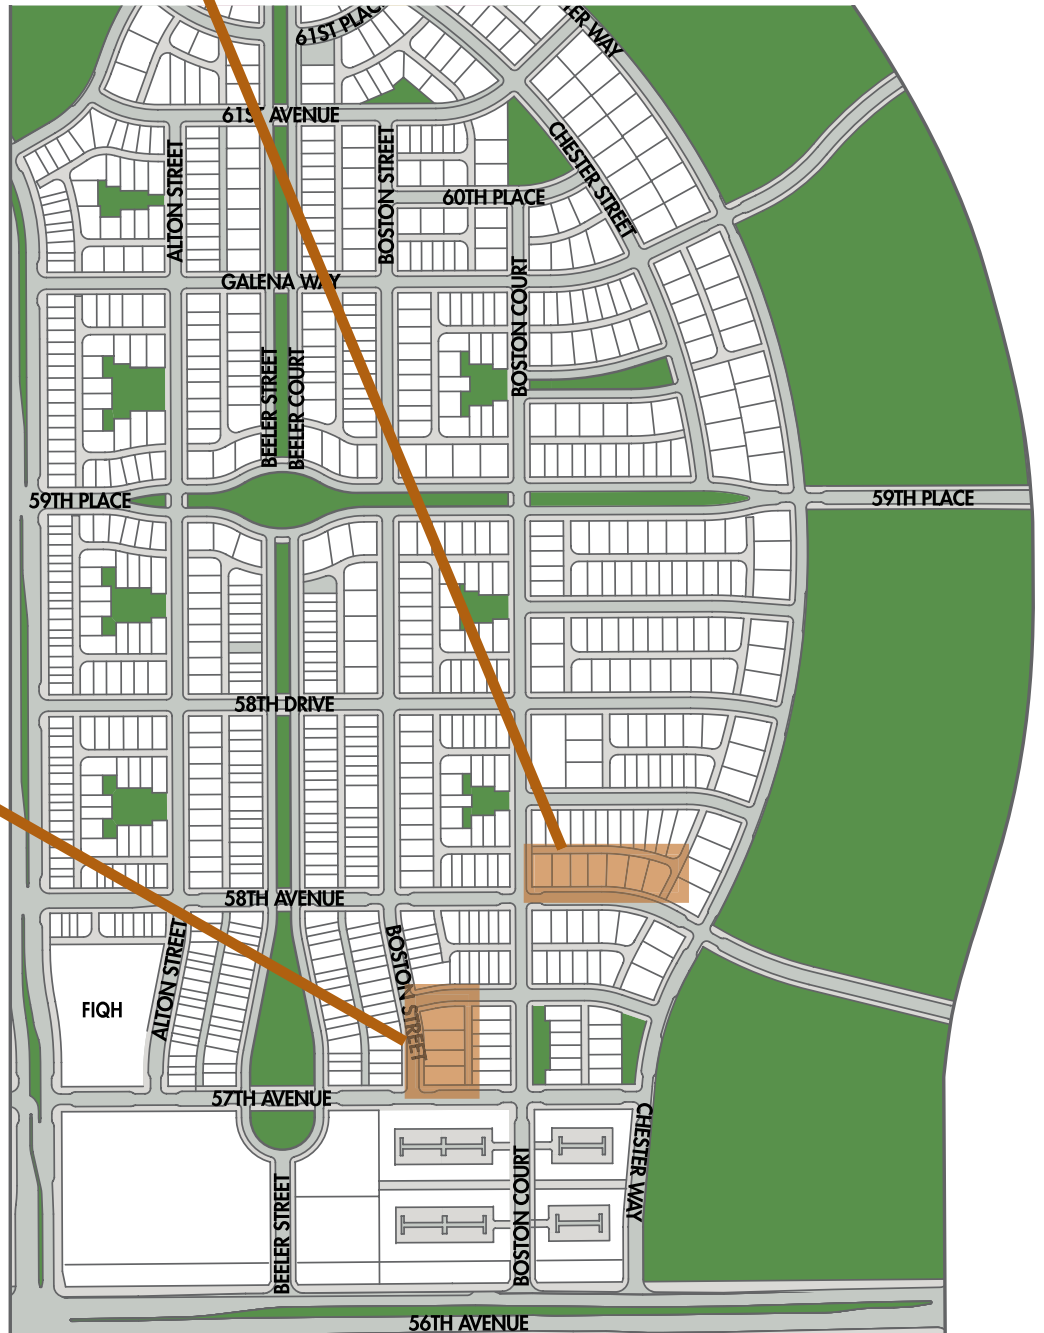 TER WAY
61ST PLACE
61ST AVENUE
CHESTER STREET
ALTON STREET
BOSTON STREET
60TH PLACE
GALENA WAY
BOSTON COURT
BEELER STREET
BEELER COURT
59TH PLACE
59TH PLACE
58TH DRIVE
58TH AVENUE
ALTON STREET
BOSTON STREET
FIQH
57TH AVENUE
CHESTER WAY
BEELER STREET
BOSTON COURT
56TH AVENUE